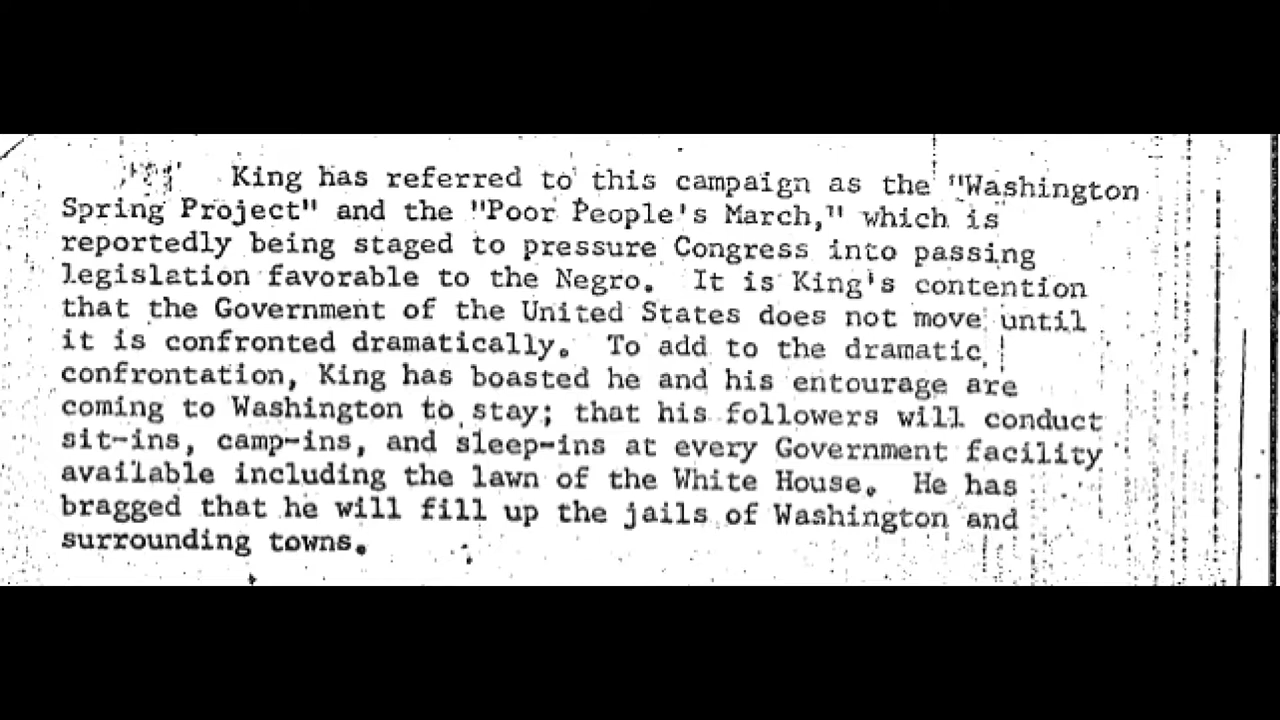 King has referred to this campaign as the "Washington
Spring Project" and the "Poor People's March," which is
reportedly being staged to pressure Congress into passing
legislation favorable to the Negro. It is King's contention
that the Government of the United States does not move until
it is confronted dramatically. To add to the dramatic
confrontation, King has boasted he and his entourage are
coming to Washington to stay; that his followers will conduct
sit-ins, camp-ins, and sleep-ins at every Government facility
available including the lawn of the White House. He has
bragged that he will fill up the jails of Washington and
surrounding towns.